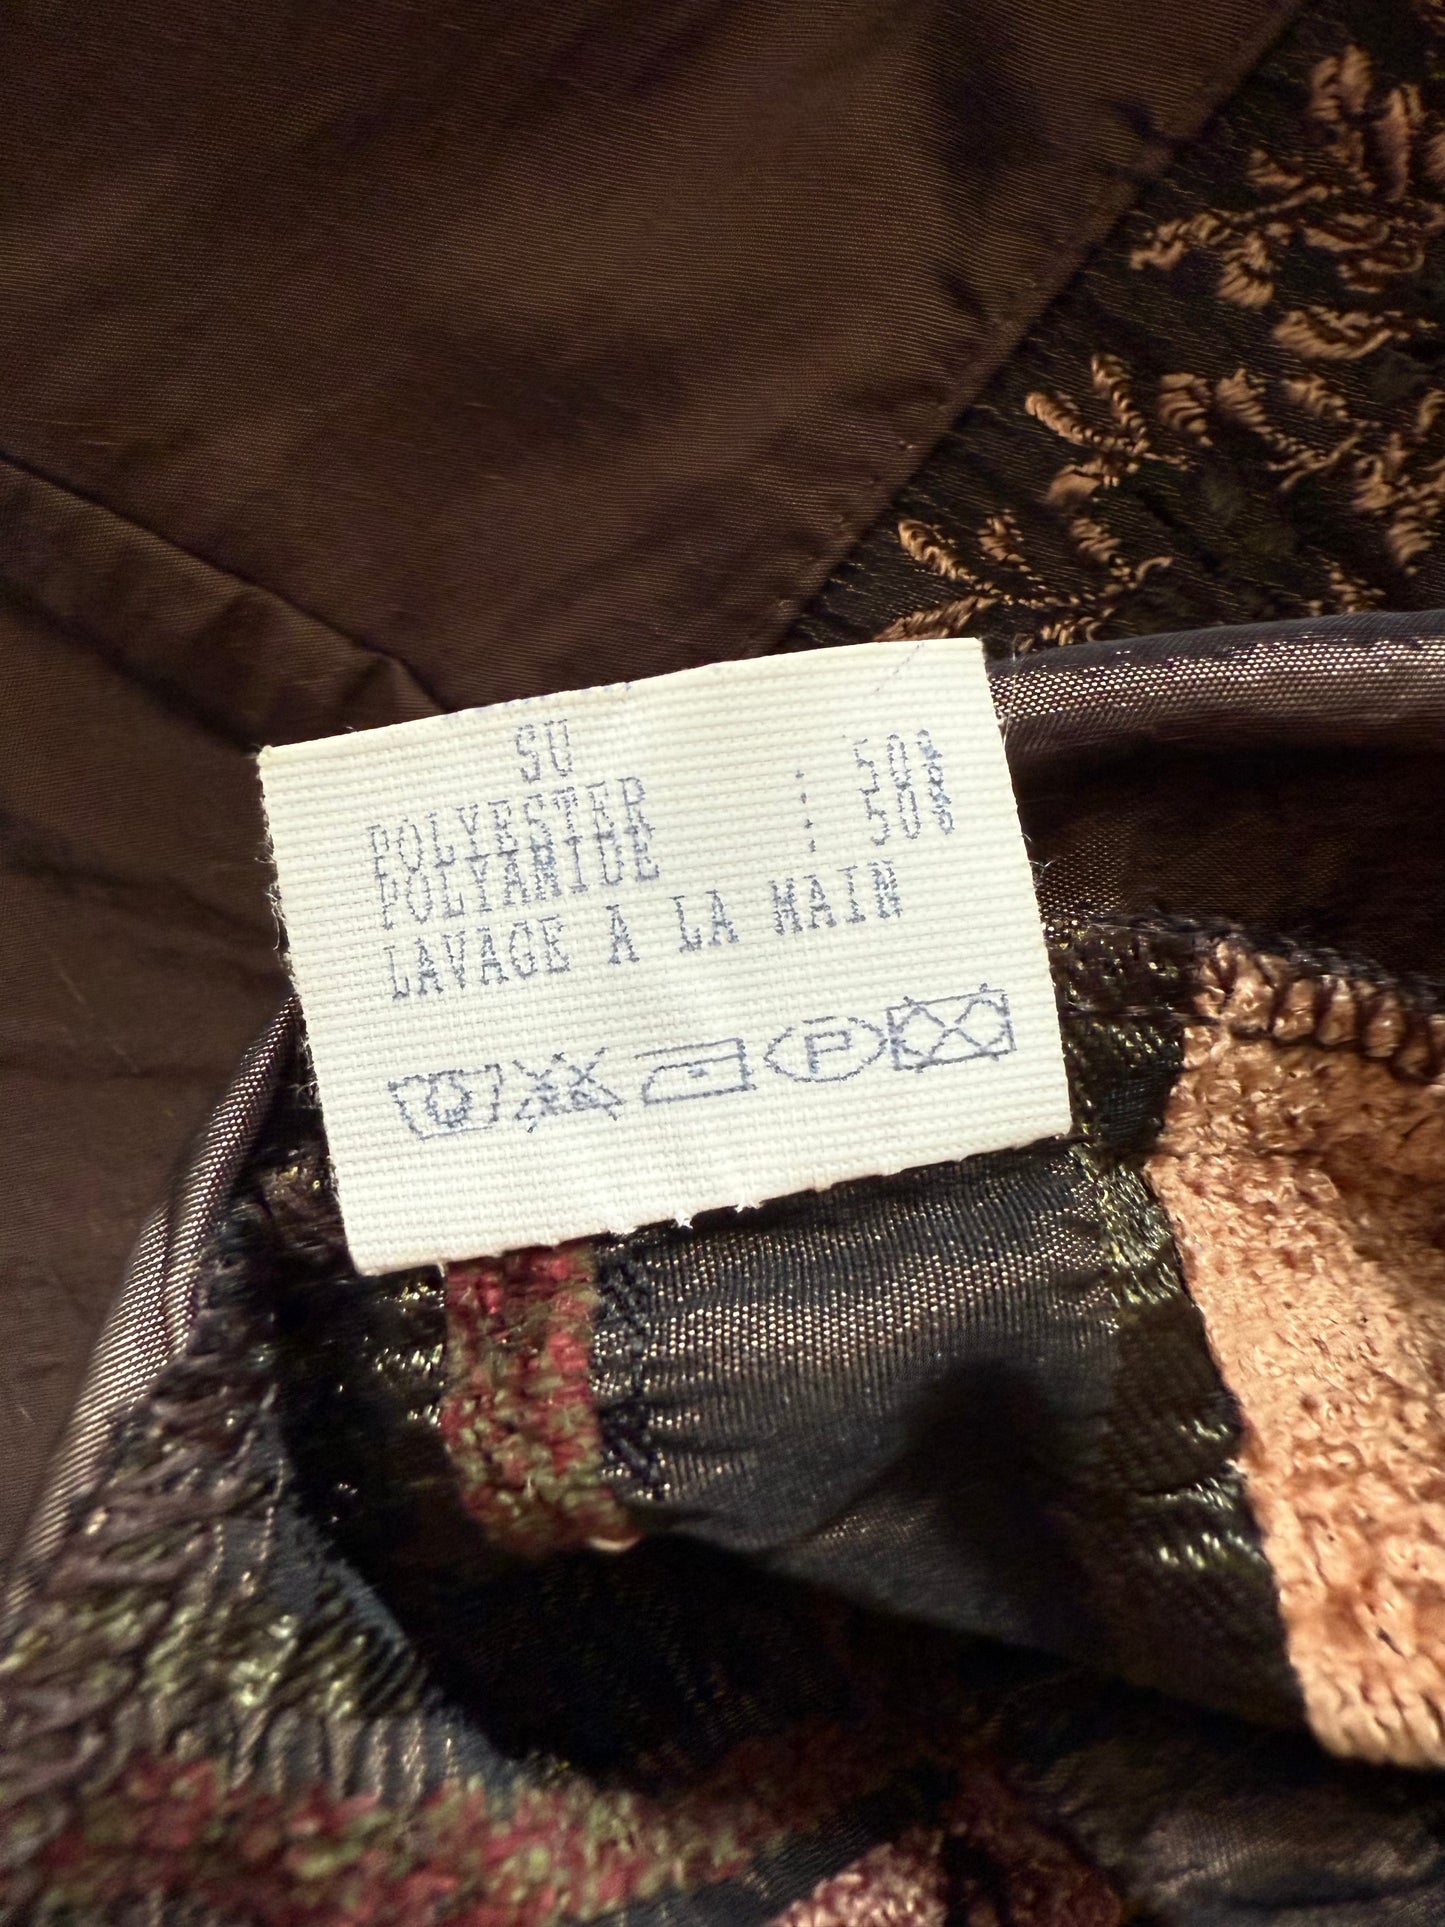 SU
POLYESTER : 50%
POLYAMIDE : 50%
LAVAGE A LA MAIN
P